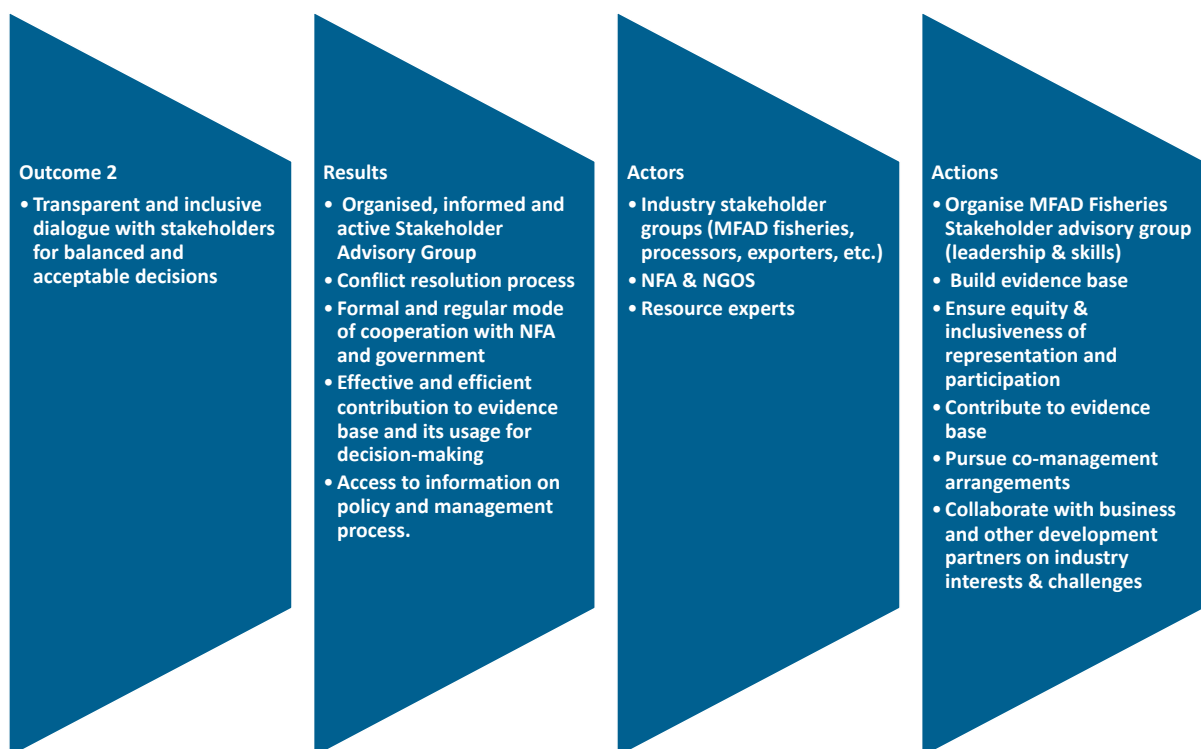 Outcome 2
• Transparent and inclusive
dialogue with stakeholders
for balanced and
acceptable decisions
Results
• Organised, informed and
active Stakeholder
Advisory Group
• Conflict resolution process
• Formal and regular mode
of cooperation with NFA
and government
• Effective and efficient
contribution to evidence
base and its usage for
decision-making
• Access to information on
policy and management
process.
Actors
• Industry stakeholder
groups (MFAD fisheries,
processors, exporters, etc.)
• NFA & NGOS
• Resource experts
Actions
• Organise MFAD Fisheries
Stakeholder advisory group
(leadership & skills)
• Build evidence base
• Ensure equity &
inclusiveness of
representation and
participation
• Contribute to evidence
base
• Pursue co-management
arrangements
• Collaborate with business
and other development
partners on industry
interests & challenges